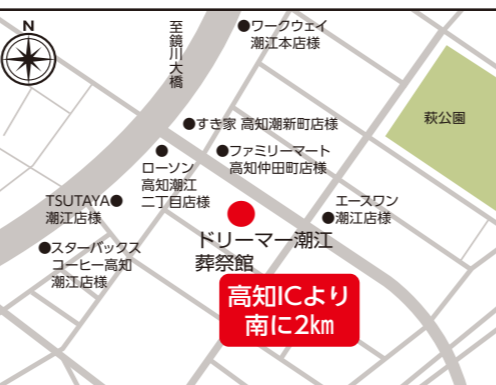 N
至鏡川大橋
●ワークウェイ
潮江本店様
萩公園
●すき家 高知潮新町店様
●
ローソン
高知潮江
二丁目店様
●ファミリーマート
高知仲田町店様
TSUTAYA●
潮江店様
エースワン
●潮江店様
●スターバックス
コーヒー高知
潮江店様
ドリーマー潮江
葬祭館
高知ICより
南に2km